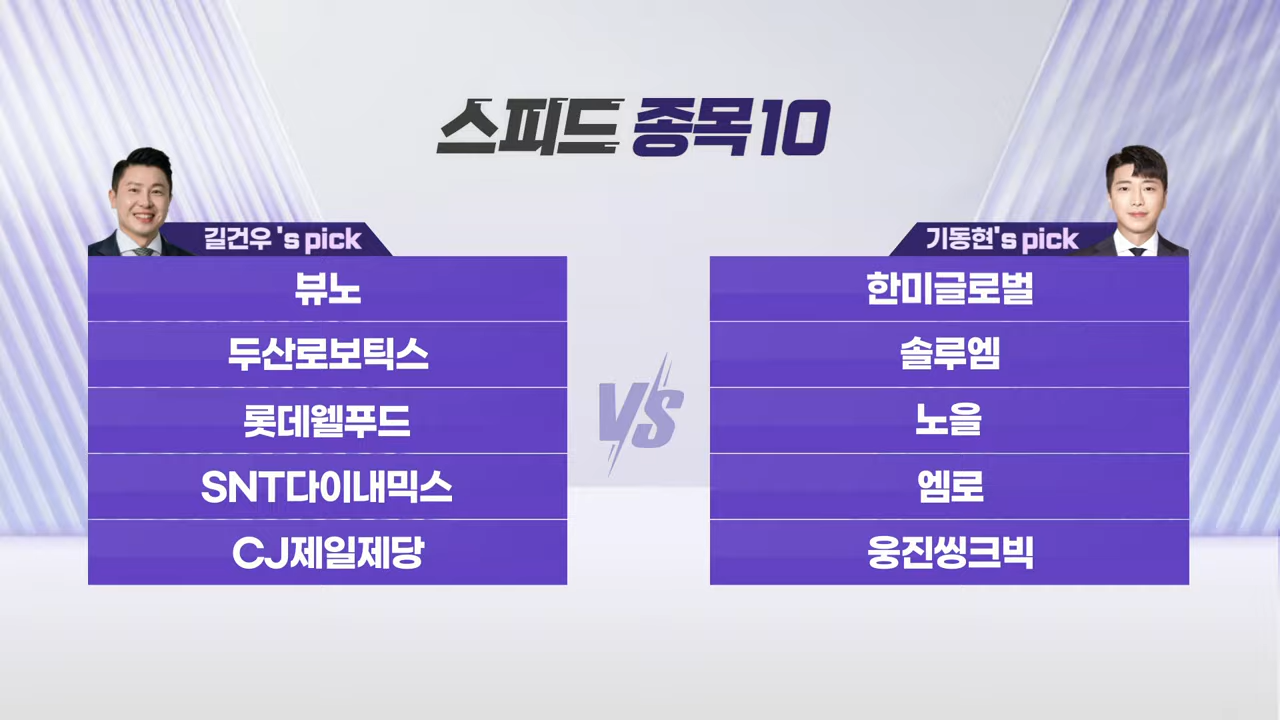 스피드 종목10
길건우 's pick
뷰노
두산로보틱스
롯데웰푸드
SNT다이내믹스
CJ제일제당
VS
기동현's pick
한미글로벌
솔루엠
노을
엠로
웅진씽크빅